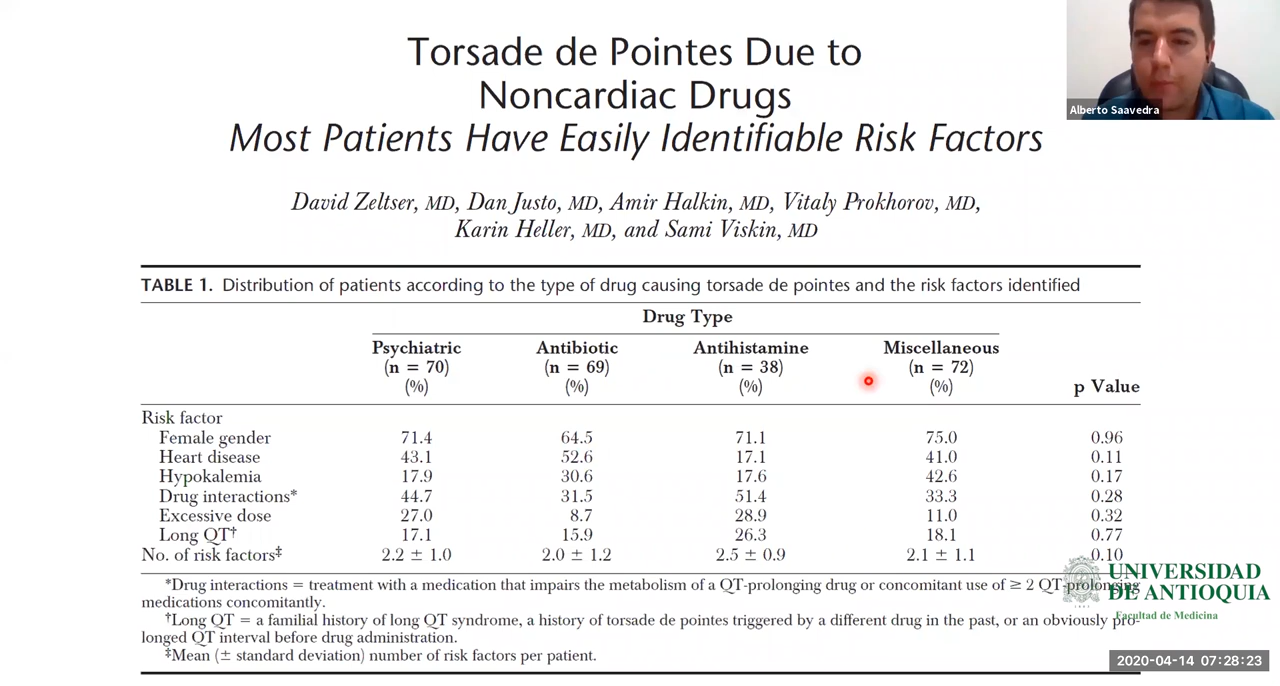 Torsade de Pointes Due to
Noncardiac Drugs
Most Patients Have Easily Identifiable Risk Factors
Alberto Saavedra
David Zeltser, MD, Dan Justo, MD, Amir Halkin, MD, Vitaly Prokhorov, MD,
Karin Heller, MD, and Sami Viskin, MD
TABLE 1. Distribution of patients according to the type of drug causing torsade de pointes and the risk factors identified
Drug Type
Psychiatric Antibiotic Antihistamine Miscellaneous
(n = 70) (n = 69) (n = 38) (n = 72)
(%) (%) (%) (%) p Value
Risk factor
Female gender 71.4 64.5 71.1 75.0 0.96
Heart disease 43.1 52.6 17.1 41.0 0.11
Hypokalemia 17.9 30.6 17.6 42.6 0.17
Drug interactions* 44.7 31.5 51.4 33.3 0.28
Excessive dose 27.0 8.7 28.9 11.0 0.32
Long QT† 17.1 15.9 26.3 18.1 0.77
No. of risk factors‡ 2.2 ± 1.0 2.0 ± 1.2 2.5 ± 0.9 2.1 ± 1.1 0.10
*Drug interactions = treatment with a medication that impairs the metabolism of a QT-prolonging drug or concomitant use of ≥ 2 QT-prolonging
medications concomitantly.
†Long QT = a familial history of long QT syndrome, a history of torsade de pointes triggered by a different drug in the past, or an obviously pro-
longed QT interval before drug administration.
‡Mean (± standard deviation) number of risk factors per patient.
UNIVERSIDAD
DE ANTIOQUIA
Facultad de Medicina
2020-04-14 07:28:23